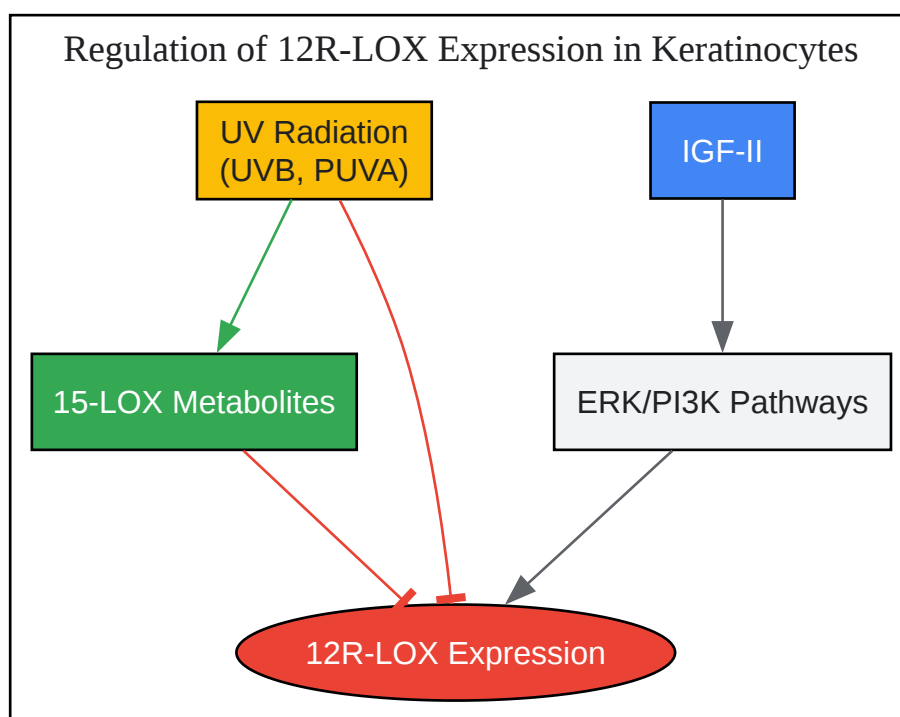 Regulation of 12R-LOX Expression in Keratinocytes
UV Radiation
(UVB, PUVA)
IGF-II
15-LOX Metabolites
ERK/PI3K Pathways
12R-LOX Expression